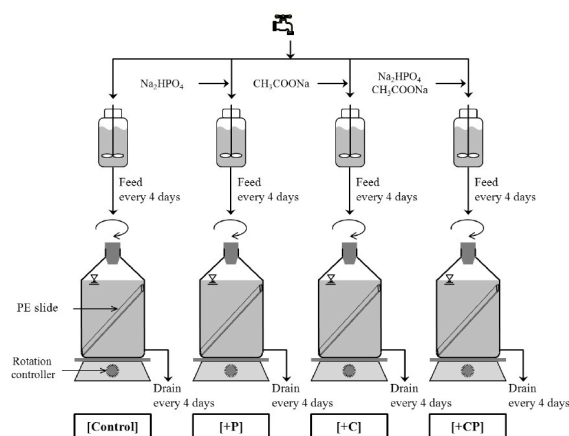 Na₂HPO₄
CH₃COONa
Na₂HPO₄
CH₃COONa
Feed
every 4 days
Feed
every 4 days
Feed
every 4 days
Feed
every 4 days
PE slide
Rotation
controller
Drain
every 4 days
Drain
every 4 days
Drain
every 4 days
Drain
every 4 days
[Control]
[+P]
[+C]
[+CP]